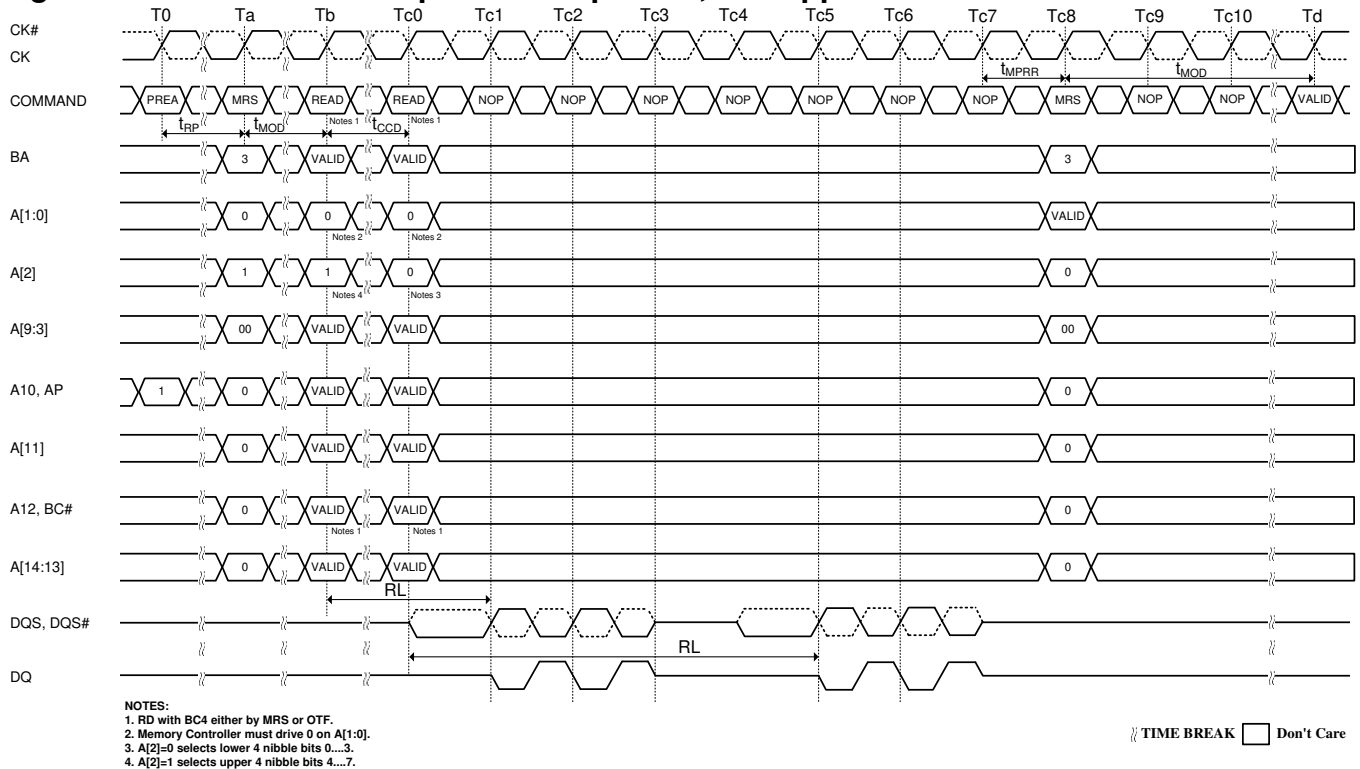 T0 Ta Tb Tc0 Tc1 Tc2 Tc3 Tc4 Tc5 Tc6 Tc7 Tc8 Tc9 Tc10 Td
CK#
CK
tMPRR tMOD
COMMAND PREA MRS READ READ NOP NOP NOP NOP NOP NOP NOP MRS NOP NOP VALID
Notes 1 Notes 1
tRP tMOD tCCD
BA 3 VALID VALID 3
A[1:0] 0 0 0 VALID
Notes 2 Notes 2
A[2] 1 1 0 0
Notes 4 Notes 3
A[9:3] 00 VALID VALID 00
A10, AP 1 0 VALID VALID 0
A[11] 0 VALID VALID 0
A12, BC# 0 VALID VALID 0
Notes 1 Notes 1
A[14:13] 0 VALID VALID 0
RL
DQS, DQS#
RL
DQ
NOTES:
1. RD with BC4 either by MRS or OTF.
2. Memory Controller must drive 0 on A[1:0].
3. A[2]=0 selects lower 4 nibble bits 0....3.
4. A[2]=1 selects upper 4 nibble bits 4....7.
TIME BREAK Don't Care